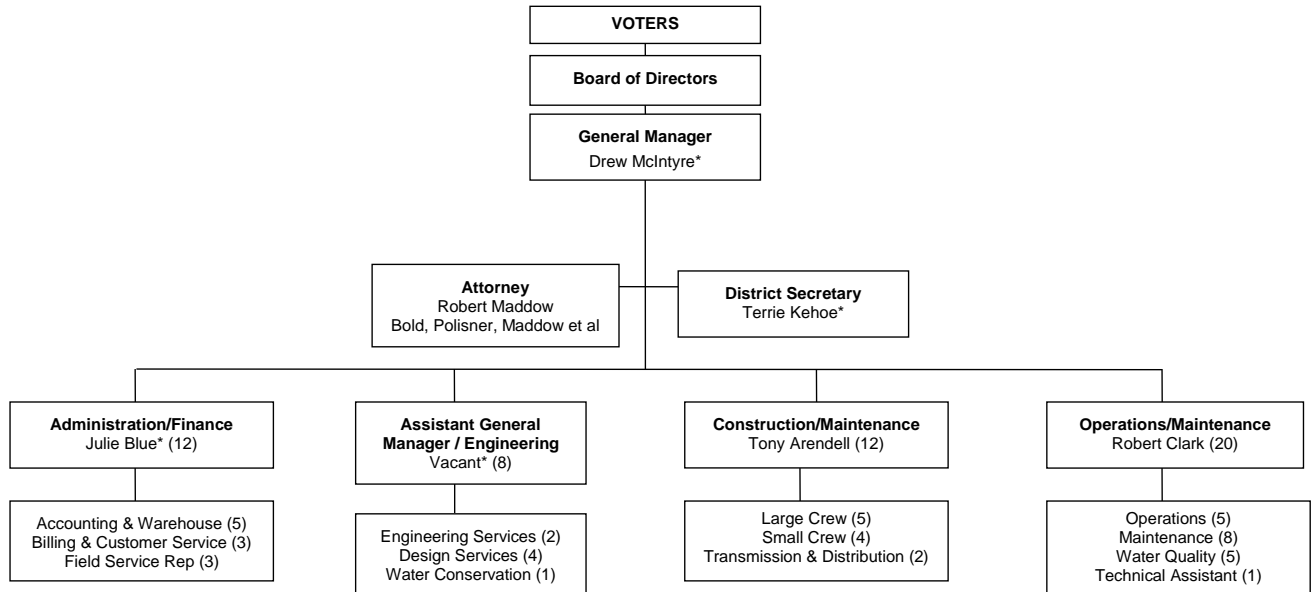 VOTERS
Board of Directors
General Manager
Drew McIntyre*
Attorney
Robert Maddow
Bold, Polisner, Maddow et al
District Secretary
Terrie Kehoe*
Administration/Finance
Julie Blue* (12)
Assistant General
Manager / Engineering
Vacant* (8)
Construction/Maintenance
Tony Arendell (12)
Operations/Maintenance
Robert Clark (20)
Accounting & Warehouse (5)
Billing & Customer Service (3)
Field Service Rep (3)
Engineering Services (2)
Design Services (4)
Water Conservation (1)
Large Crew (5)
Small Crew (4)
Transmission & Distribution (2)
Operations (5)
Maintenance (8)
Water Quality (5)
Technical Assistant (1)